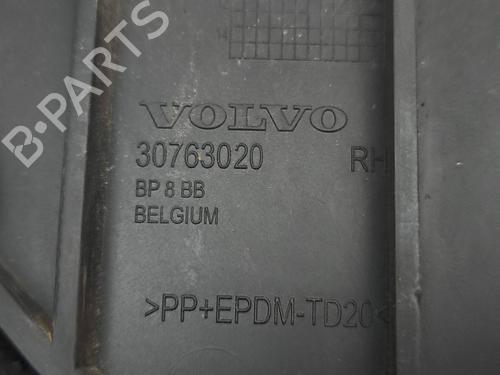 B-PARTS
VOLVO
30763020 RH
BP 8 BB
BELGIUM
>PP+EPDM-TD20<